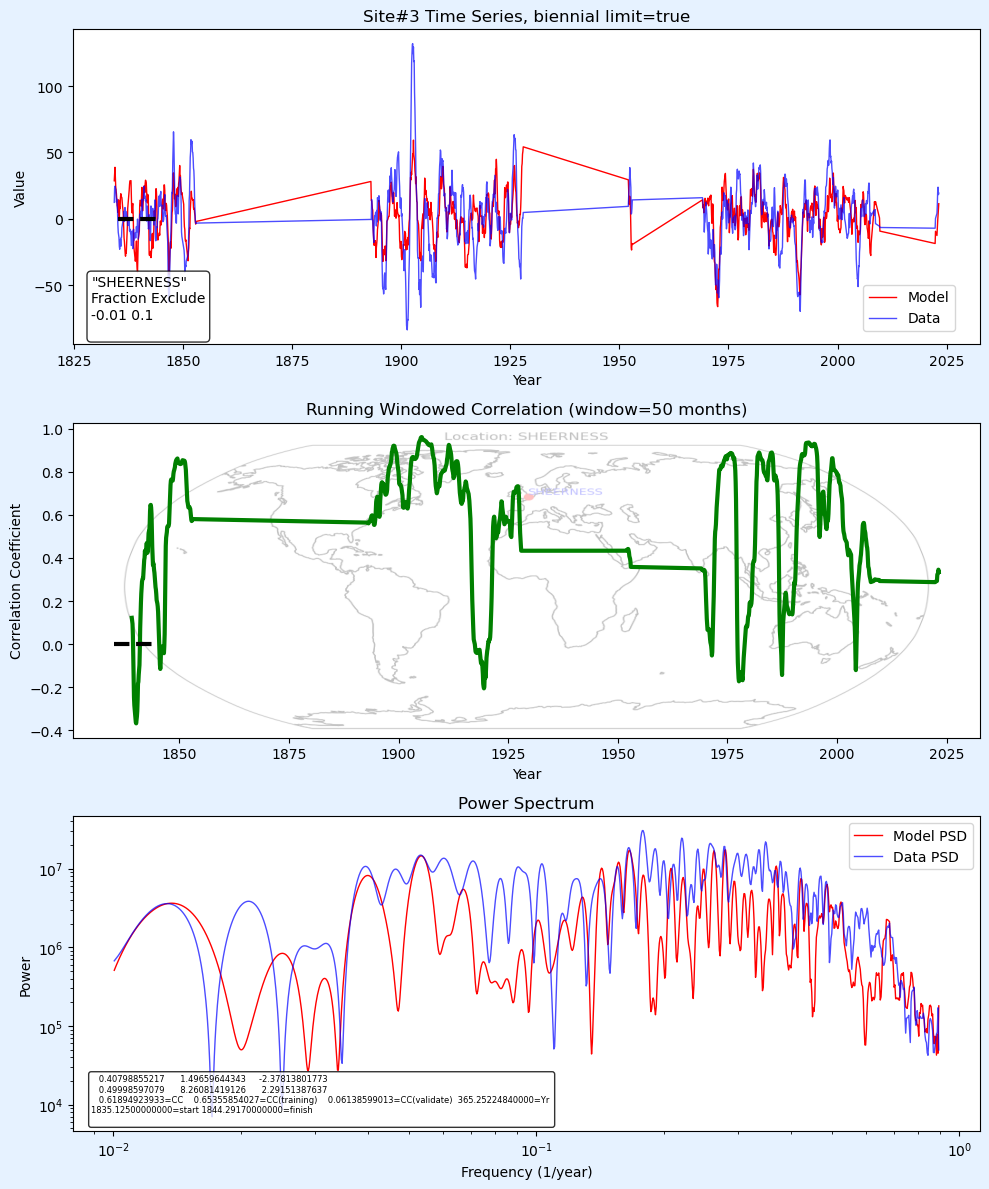 Site#3 Time Series, biennial limit=true
Value
100
50
0
−50
"SHEERNESS"
Fraction Exclude
-0.01 0.1
Model
Data
1825 1850 1875 1900 1925 1950 1975 2000 2025
Year
Running Windowed Correlation (window=50 months)
Correlation Coefficient
1.0
0.8
0.6
0.4
0.2
0.0
−0.2
−0.4
Location: SHEERNESS
SHEERNESS
1850 1875 1900 1925 1950 1975 2000 2025
Year
Power Spectrum
Power
10⁷
10⁶
10⁵
10⁴
Model PSD
Data PSD
0.40798855217 1.49659644343 -2.37813801773
0.49998597079 8.26081419126 2.29151387637
0.61894923933=CC 0.65355854027=CC(training) 0.06138599013=CC(validate) 365.25224840000=Yr
1835.12500000000=start 1844.29170000000=finish
10⁻² 10⁻¹ 10⁰
Frequency (1/year)